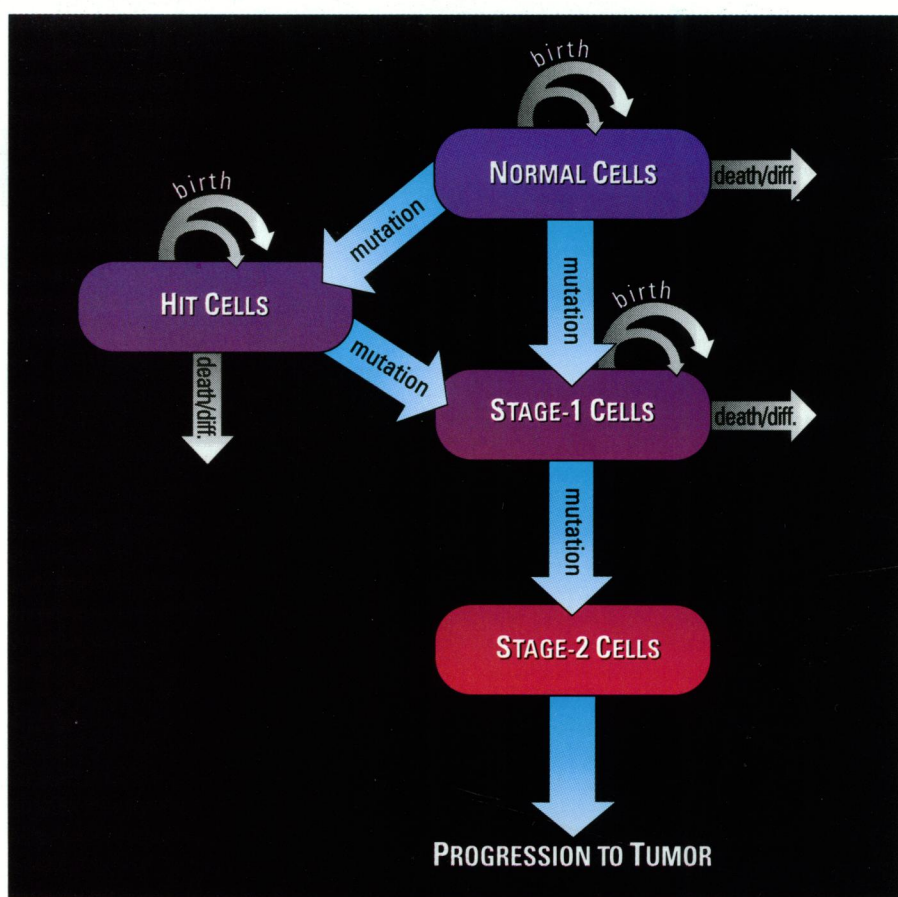 birth
NORMAL CELLS
death/diff.
mutation
mutation
birth
HIT CELLS
death/diff.
mutation
birth
STAGE-1 CELLS
death/diff.
mutation
STAGE-2 CELLS
PROGRESSION TO TUMOR